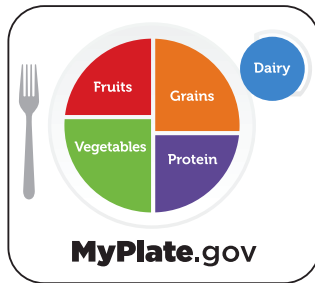 Fruits
Grains
Dairy
Vegetables
Protein
MyPlate.gov